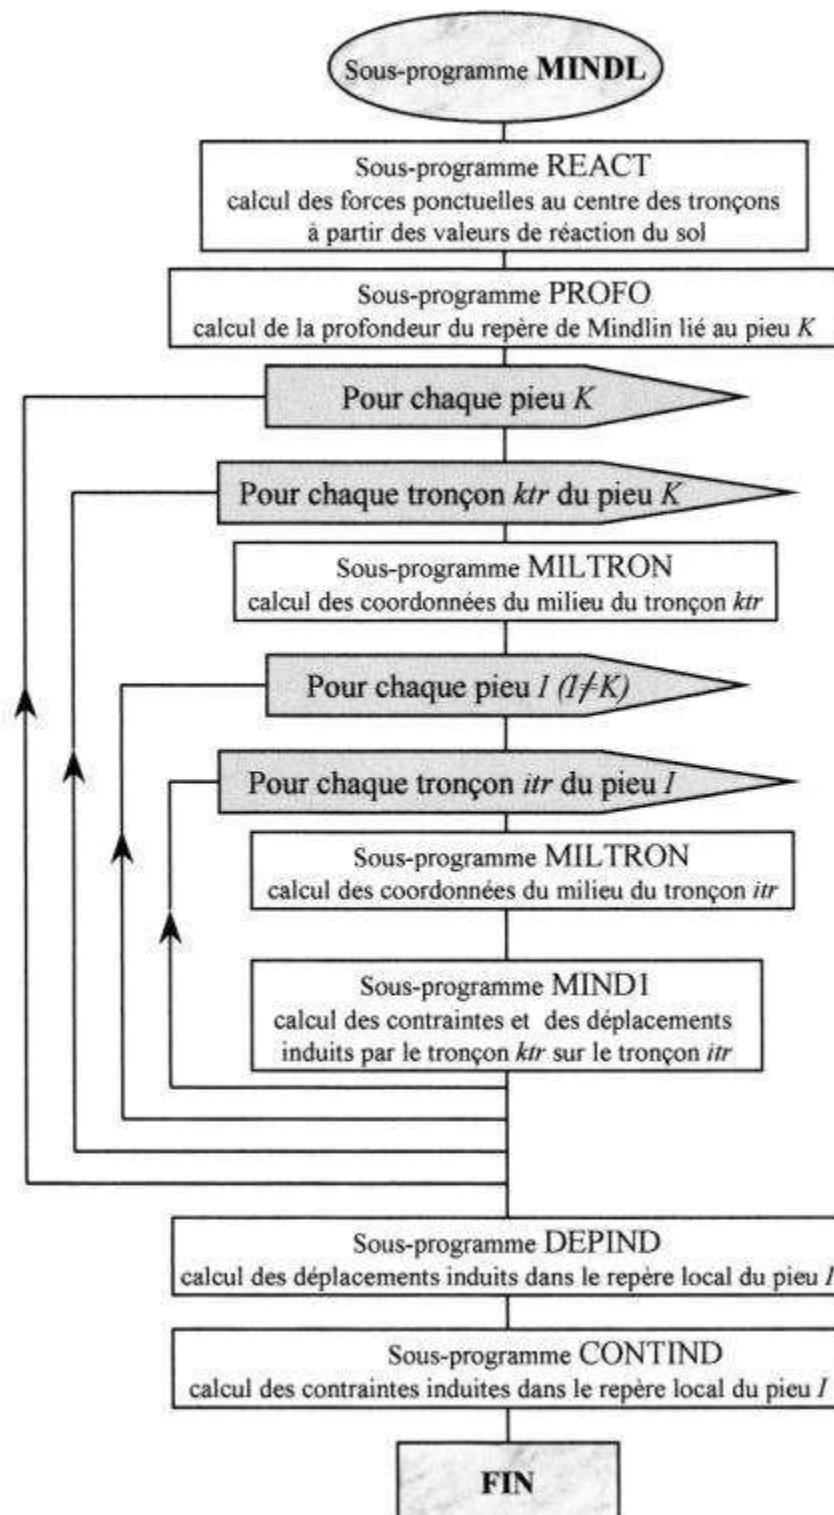 Sous-programme MINDL
Sous-programme REACT
calcul des forces ponctuelles au centre des tronçons
à partir des valeurs de réaction du sol
Sous-programme PROFO
calcul de la profondeur du repère de Mindlin lié au pieu K
Pour chaque pieu K
Pour chaque tronçon ktr du pieu K
Sous-programme MILTRON
calcul des coordonnées du milieu du tronçon ktr
Pour chaque pieu I (I≠K)
Pour chaque tronçon itr du pieu I
Sous-programme MILTRON
calcul des coordonnées du milieu du tronçon itr
Sous-programme MIND1
calcul des contraintes et des déplacements
induits par le tronçon ktr sur le tronçon itr
Sous-programme DEPIND
calcul des déplacements induits dans le repère local du pieu I
Sous-programme CONTIND
calcul des contraintes induites dans le repère local du pieu I
FIN